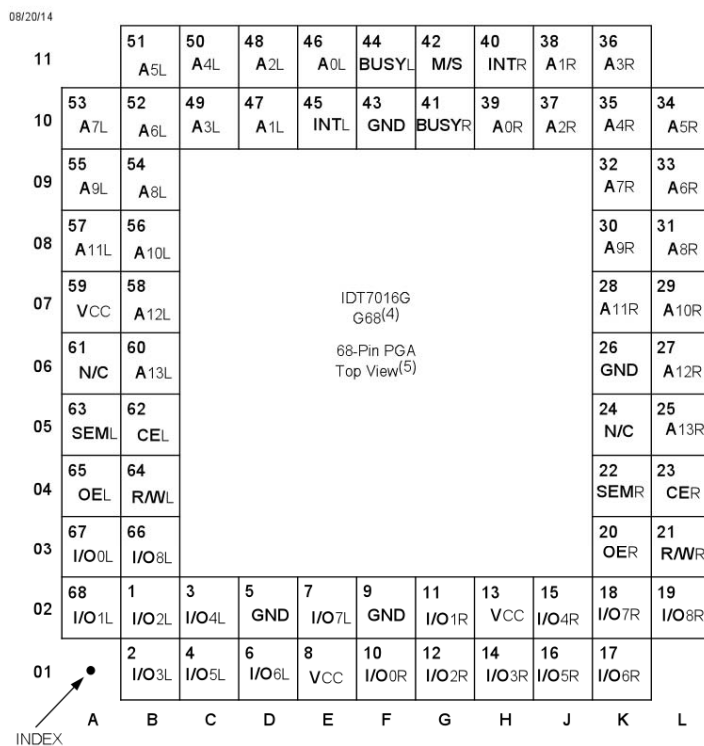 08/20/14
11
51 50 48 46 44 42 40 38 36
A5L A4L A2L A0L BUSYL M/S INTR A1R A3R
10
53 52 49 47 45 43 41 39 37 35 34
A7L A6L A3L A1L INTL GND BUSYR A0R A2R A4R A5R
09
55 54 32 33
A9L A8L A7R A6R
08
57 56 30 31
A11L A10L A9R A8R
07
59 58 28 29
VCC A12L A11R A10R
IDT7016G
G68(4)
68-Pin PGA
Top View(5)
06
61 60 26 27
N/C A13L GND A12R
05
63 62 24 25
SEML CEL N/C A13R
04
65 64 22 23
OEL R/WL SEMR CER
03
67 66 20 21
I/O0L I/O8L OER R/WR
02
68 1 3 5 7 9 11 13 15 18 19
I/O1L I/O2L I/O4L GND I/O7L GND I/O1R VCC I/O4R I/O7R I/O8R
01
2 4 6 8 10 12 14 16 17
I/O3L I/O5L I/O6L VCC I/O0R I/O2R I/O3R I/O5R I/O6R
A B C D E F G H J K L
INDEX